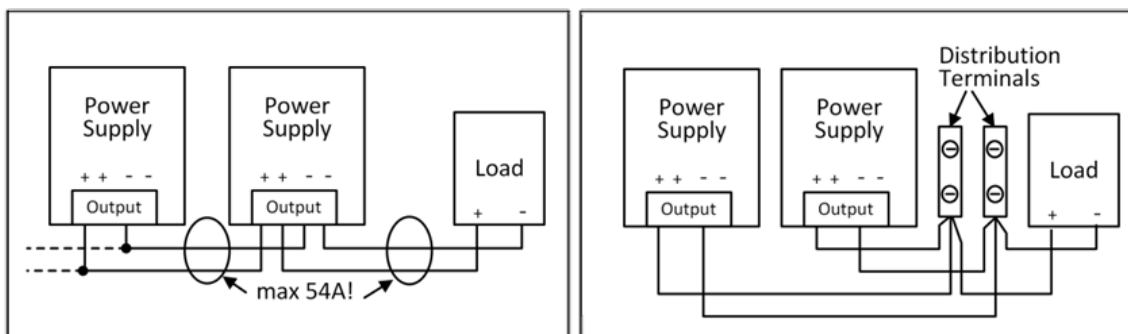 Power
Supply
+ + - -
Output
Power
Supply
+ + - -
Output
Load
+ -
max 54A!
Power
Supply
+ + - -
Output
Power
Supply
+ + - -
Output
Distribution
Terminals
Load
+ -